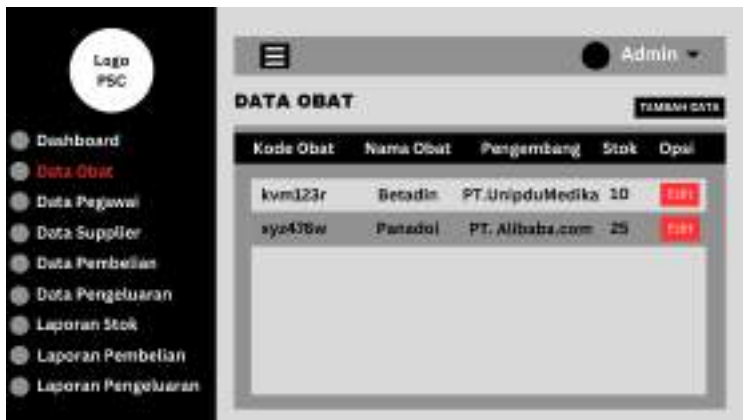 Logo
PSC
Admin
DATA OBAT
TAMBAH DATA
Dashboard
Data Obat
Data Pegawai
Data Supplier
Data Pembelian
Data Pengeluaran
Laporan Stok
Laporan Pembelian
Laporan Pengeluaran
Kode Obat Nama Obat Pengembang Stok Opsi
kvm123r Betadin PT.UnipduMedika 10 EDIT
Panadol PT. Alibaba.com 25 EDIT